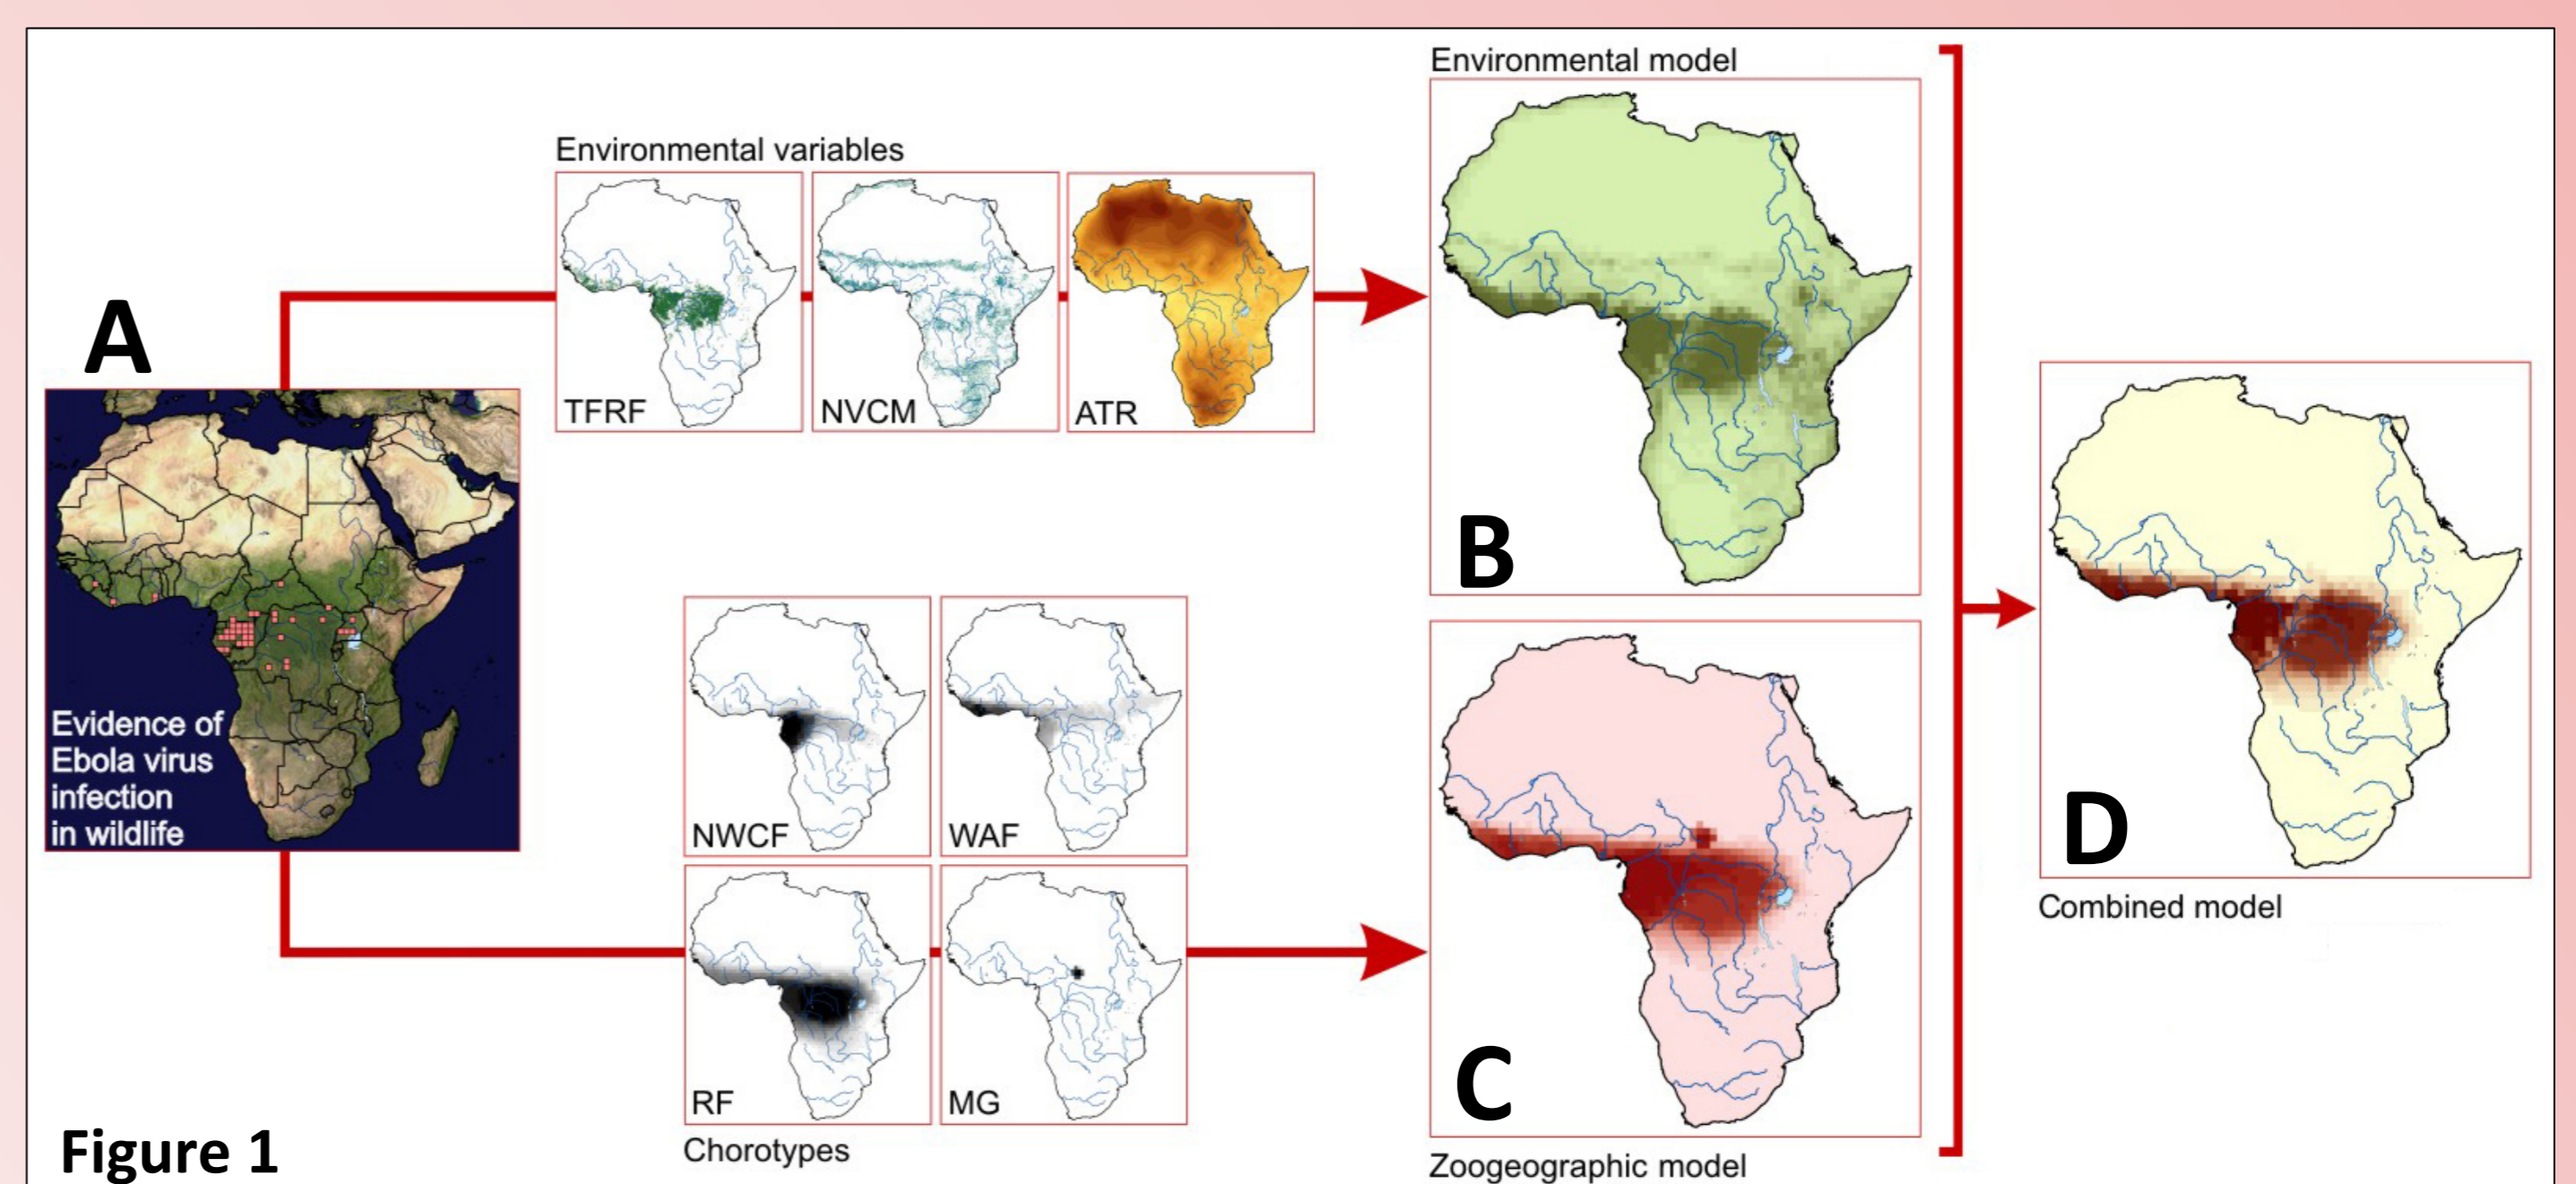 A
Evidence of
Ebola virus
infection
in wildlife
Environmental variables
TFRF
NVCM
ATR
NWCF
WAF
RF
MG
Chorotypes
Environmental model
B
C
Zoogeographic model
D
Combined model
Figure 1